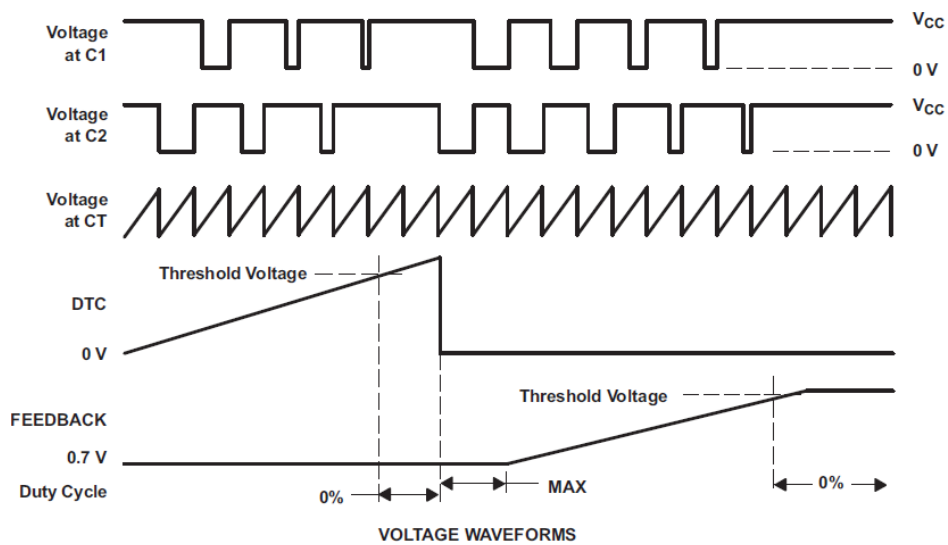 Voltage
at C1
VCC
0 V
Voltage
at C2
VCC
0 V
Voltage
at CT
Threshold Voltage
DTC
0 V
Threshold Voltage
FEEDBACK
0.7 V
Duty Cycle
0%
MAX
0%
VOLTAGE WAVEFORMS